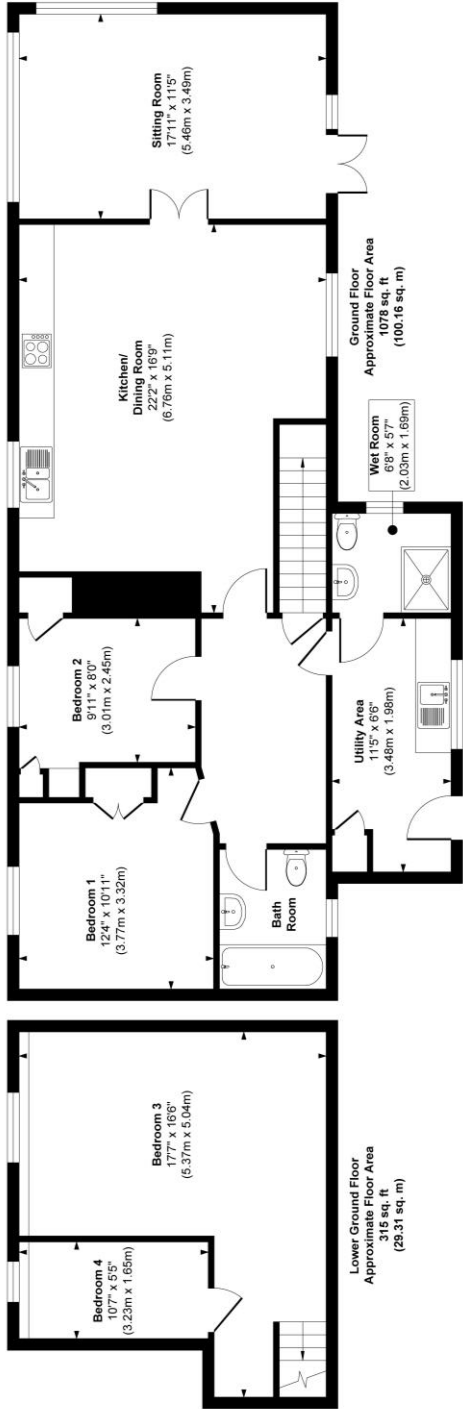 Sitting Room
17'11" x 11'5"
(5.46m x 3.49m)
Kitchen/
Dining Room
22'2" x 16'9"
(6.76m x 5.11m)
Ground Floor
Approximate Floor Area
1078 sq. ft
(100.16 sq. m)
Wet Room
6'8" x 5'7"
(2.03m x 1.69m)
Bedroom 2
9'11" x 8'0"
(3.01m x 2.45m)
Utility Area
11'5" x 6'6"
(3.48m x 1.98m)
Bedroom 1
12'4" x 10'11"
(3.77m x 3.32m)
Bath
Room
Bedroom 3
17'7" x 16'6"
(5.37m x 5.04m)
Bedroom 4
10'7" x 5'5"
(3.23m x 1.65m)
Lower Ground Floor
Approximate Floor Area
315 sq. ft
(29.31 sq. m)